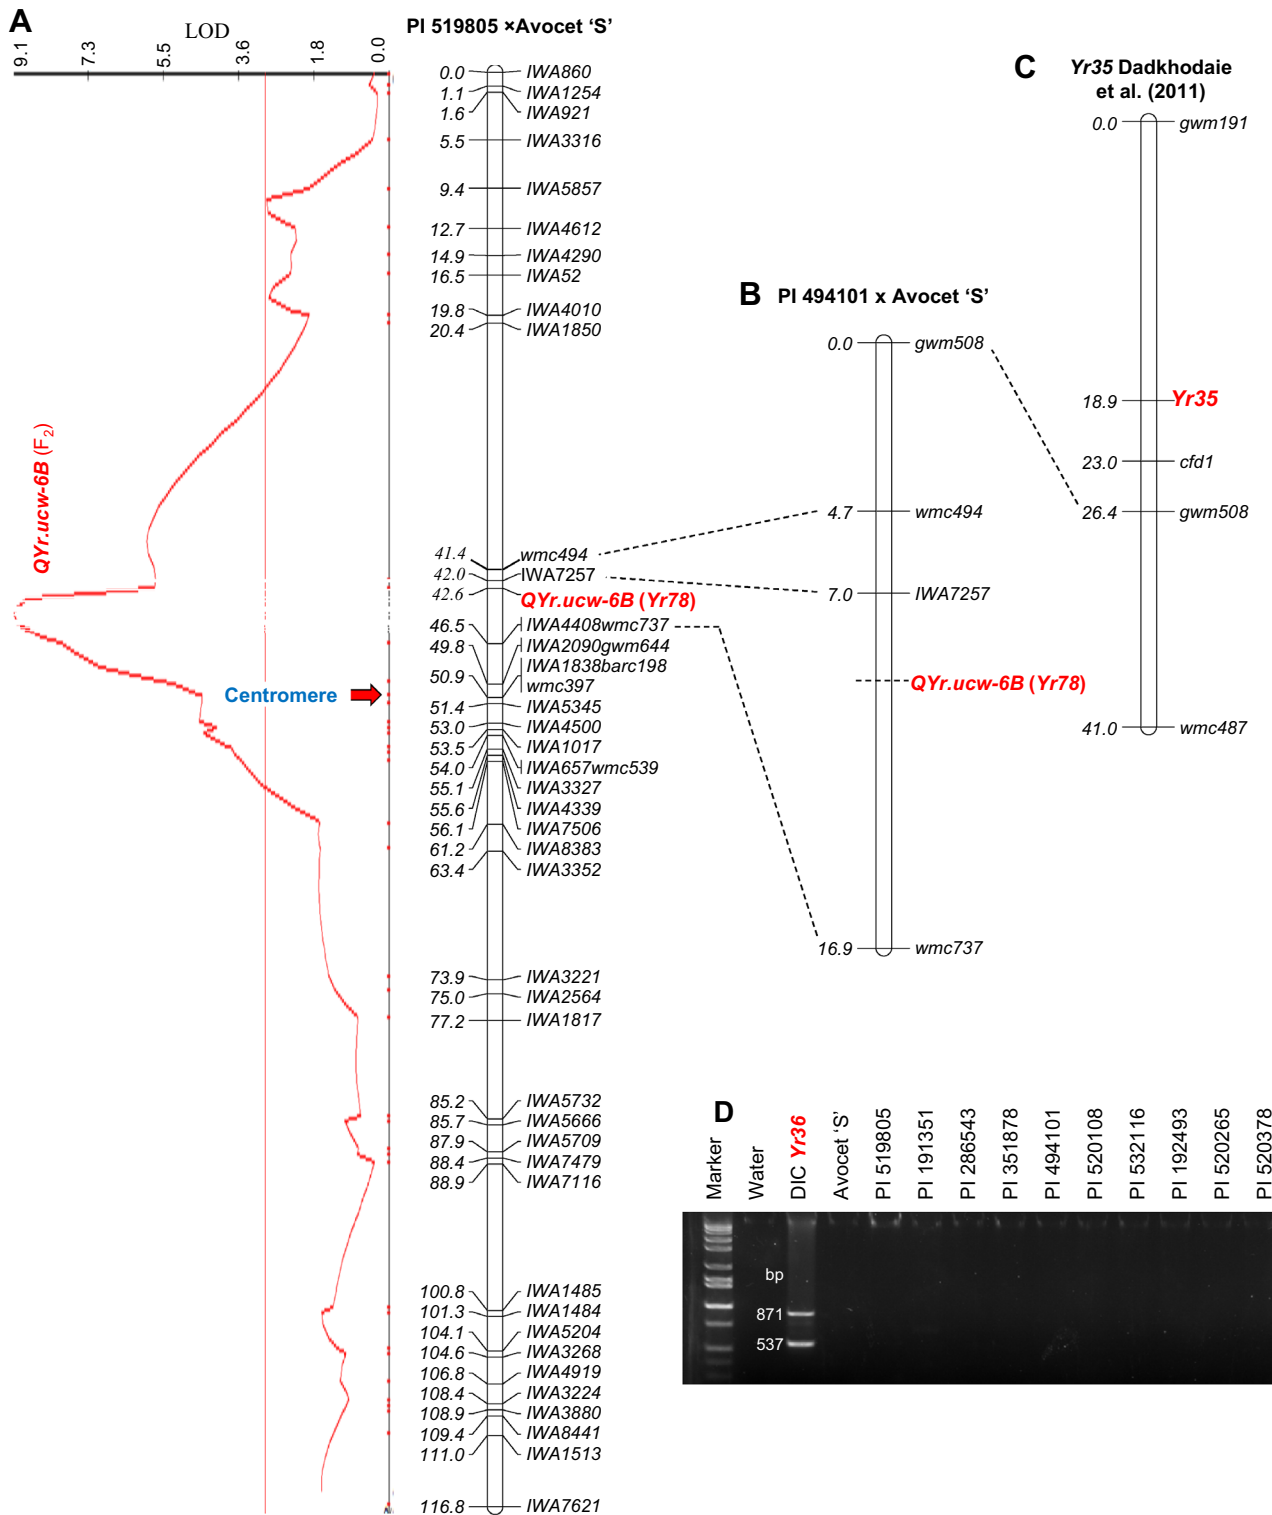 A
LOD
9.1 7.3 5.5 3.6 1.8 0.0
QYr.ucw-6B (F2)
Centromere
PI 519805 ×Avocet ‘S’
0.0 IWA860
1.1 IWA1254
1.6 IWA921
5.5 IWA3316
9.4 IWA5857
12.7 IWA4612
14.9 IWA4290
16.5 IWA52
19.8 IWA4010
20.4 IWA1850
41.4 wmc494
42.0 IWA7257
42.6 QYr.ucw-6B (Yr78)
46.5 IWA4408wmc737
49.8 IWA2090gwm644
IWA1838barc198
50.9 wmc397
51.4 IWA5345
53.0 IWA4500
53.5 IWA1017
54.0 IWA657wmc539
55.1 IWA3327
55.6 IWA4339
56.1 IWA7506
61.2 IWA8383
63.4 IWA3352
73.9 IWA3221
75.0 IWA2564
77.2 IWA1817
85.2 IWA5732
85.7 IWA5666
87.9 IWA5709
88.4 IWA7479
88.9 IWA7116
100.8 IWA1485
101.3 IWA1484
104.1 IWA5204
104.6 IWA3268
106.8 IWA4919
108.4 IWA3224
108.9 IWA3880
109.4 IWA8441
111.0 IWA1513
116.8 IWA7621
B PI 494101 x Avocet ‘S’
0.0 gwm508
4.7 wmc494
7.0 IWA7257
QYr.ucw-6B (Yr78)
16.9 wmc737
C Yr35 Dadkhodaie
et al. (2011)
0.0 gwm191
18.9 Yr35
23.0 cfd1
26.4 gwm508
41.0 wmc487
D
Marker
Water
DIC Yr36
Avocet ‘S’
PI 519805
PI 191351
PI 286543
PI 351878
PI 494101
PI 520108
PI 532116
PI 192493
PI 520265
PI 520378
bp
871
537